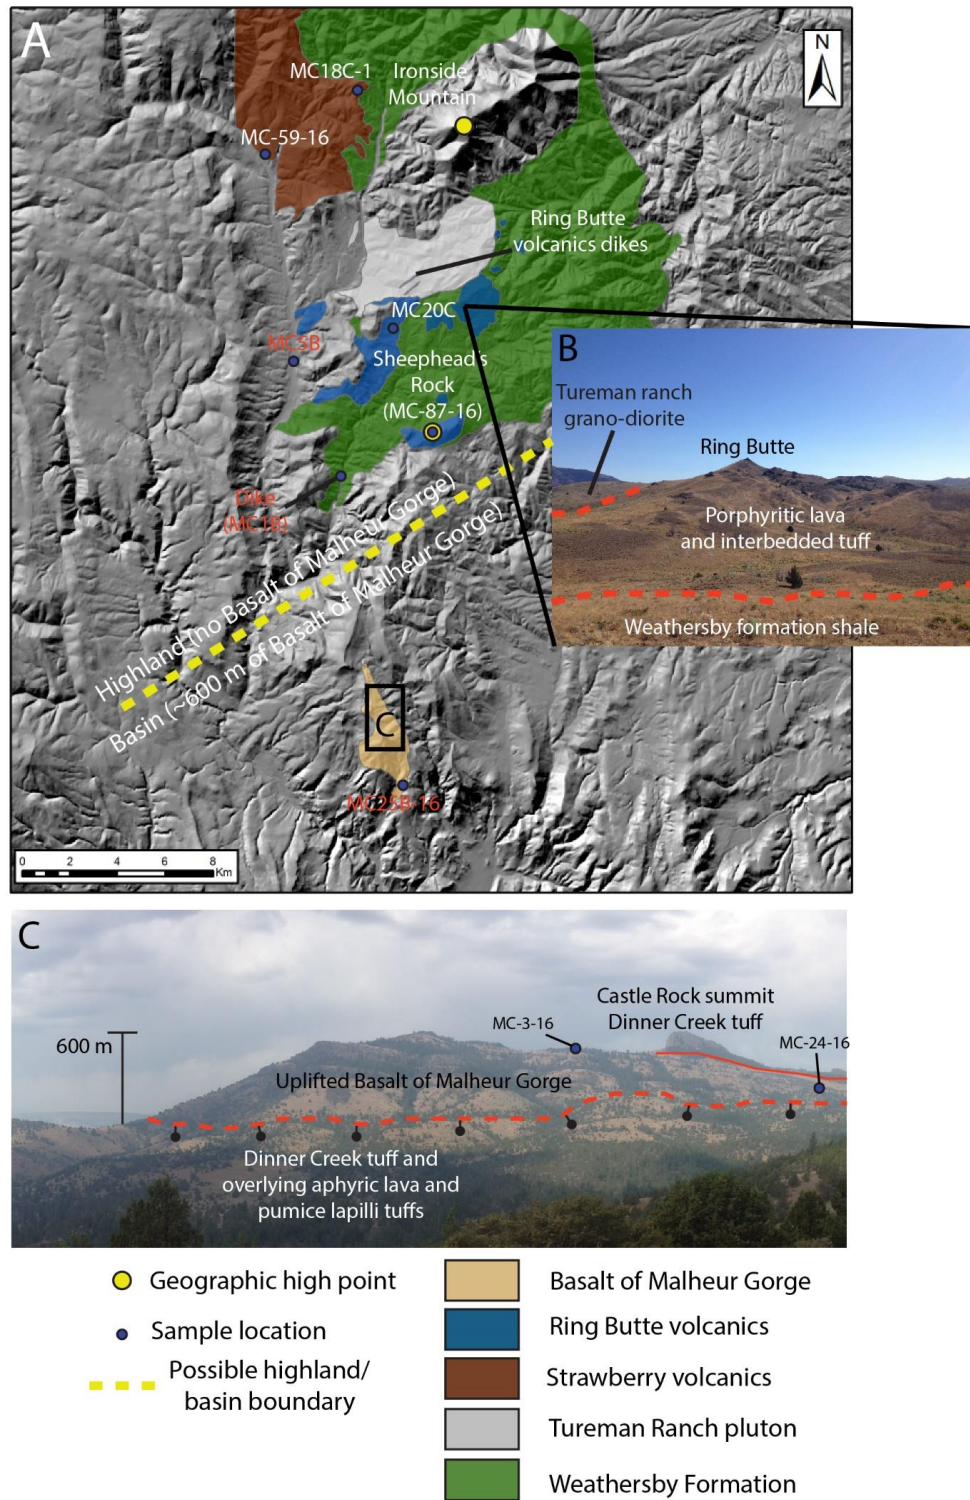 A
N
MC18C-1
Ironside
Mountain
MC-59-16
Ring Butte
volcanics dikes
MC20C
MC5B
Sheephead's
Rock
(MC-87-16)
Dike
(MC1B)
Highland (no Basalt of Malheur Gorge)
Basin (~600 m of Basalt of Malheur Gorge)
C
MC25B-16
0 2 4 6 8
Km
B
Tureman ranch
grano-diorite
Ring Butte
Porphyritic lava
and interbedded tuff
Weathersby formation shale
C
600 m
MC-3-16
Castle Rock summit
Dinner Creek tuff
MC-24-16
Uplifted Basalt of Malheur Gorge
Dinner Creek tuff and
overlying aphyric lava and
pumice lapilli tuffs
Geographic high point
Sample location
Possible highland/
basin boundary
Basalt of Malheur Gorge
Ring Butte volcanics
Strawberry volcanics
Tureman Ranch pluton
Weathersby Formation